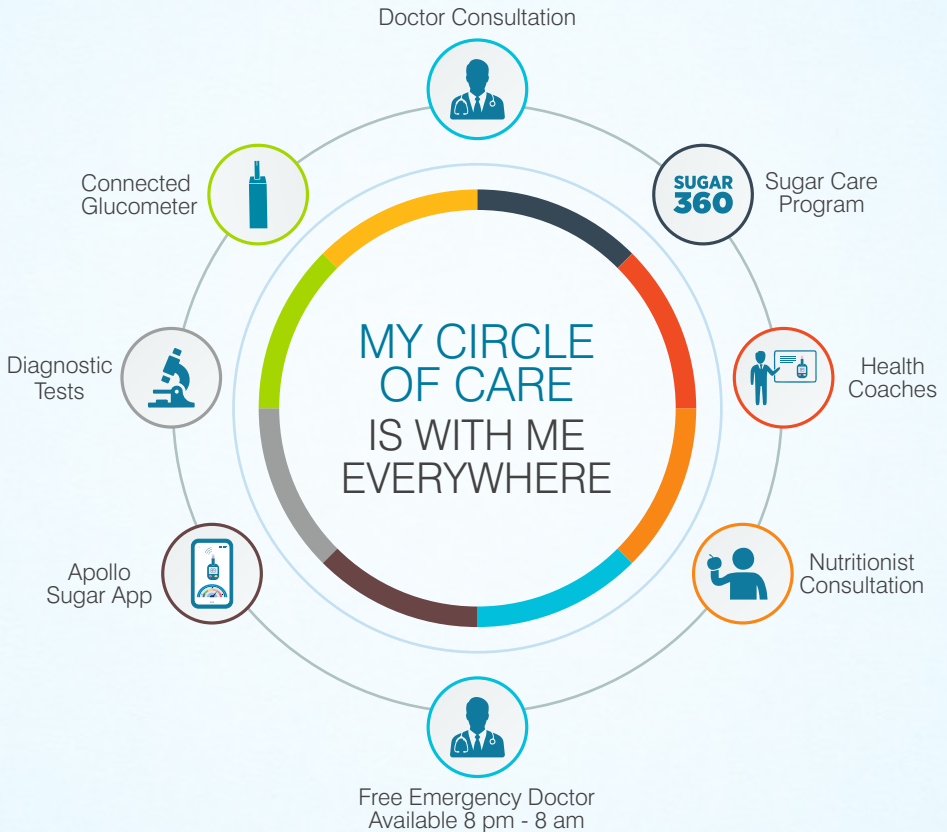 Doctor Consultation
SUGAR
360
Sugar Care
Program
Connected
Glucometer
MY CIRCLE
OF CARE
IS WITH ME
EVERYWHERE
Diagnostic
Tests
Health
Coaches
Apollo
Sugar App
Nutritionist
Consultation
Free Emergency Doctor
Available 8 pm - 8 am